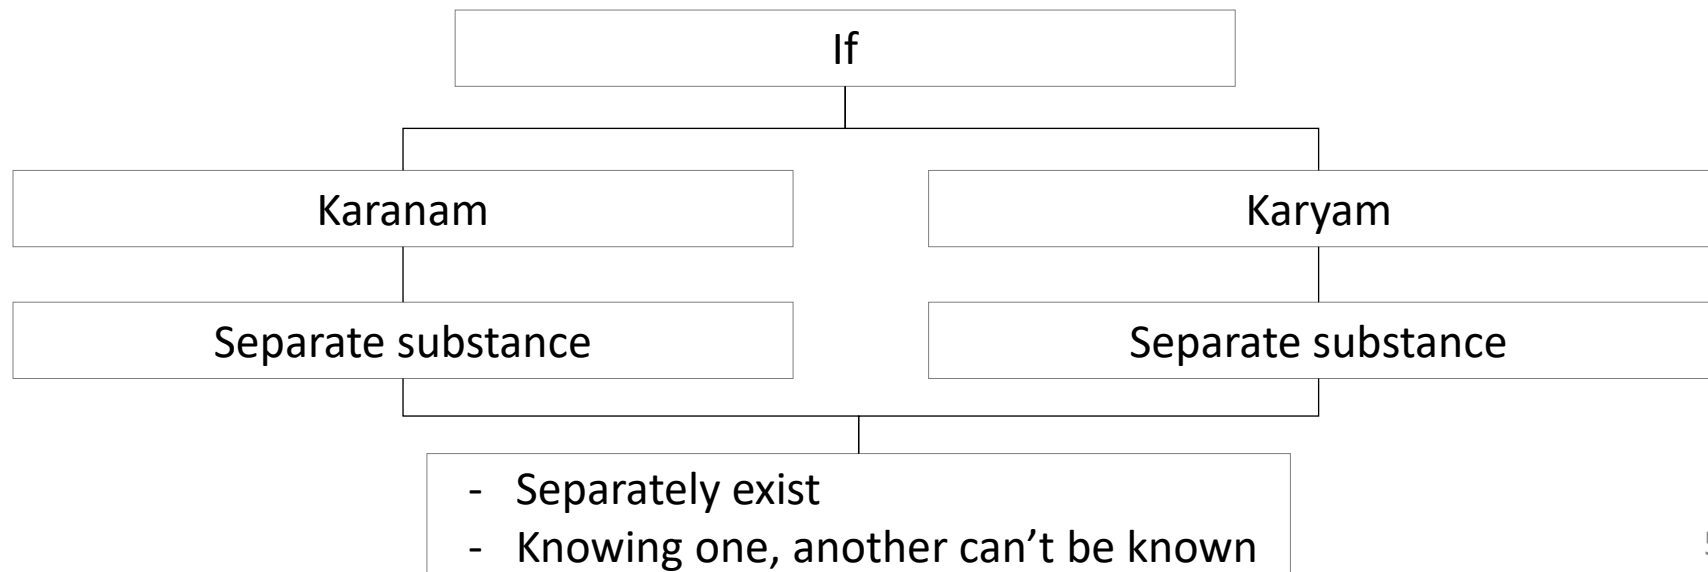 If
Karanam
Karyam
Separate substance
Separate substance
- Separately exist
- Knowing one, another can't be known